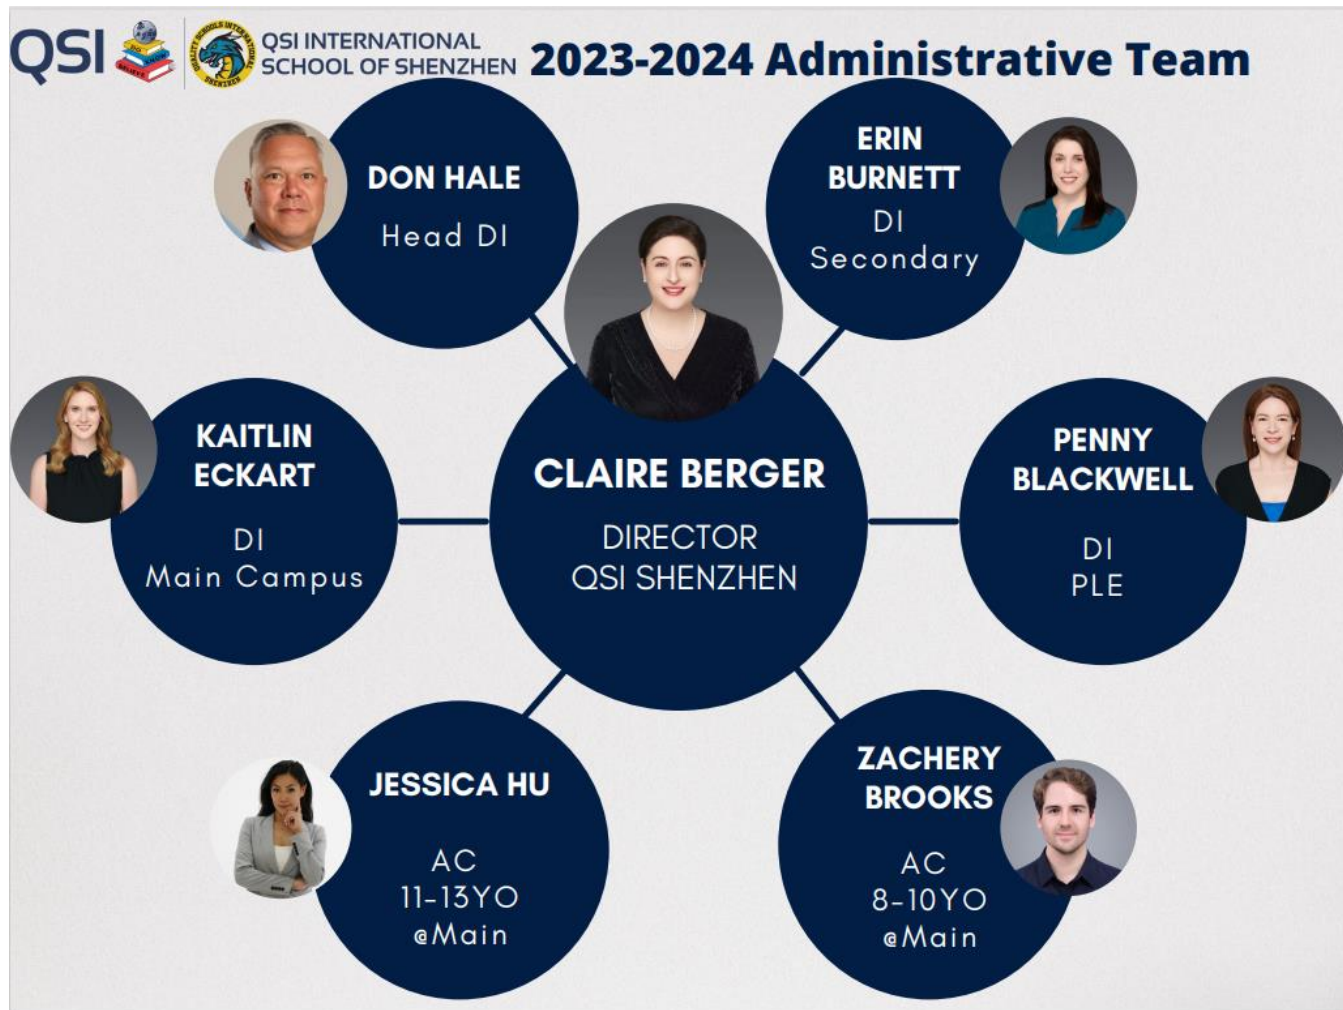 QSI
QSI INTERNATIONAL
SCHOOL OF SHENZHEN
2023-2024 Administrative Team
DON HALE
Head DI
ERIN
BURNETT
DI
Secondary
KAITLIN
ECKART
DI
Main Campus
CLAIRE BERGER
DIRECTOR
QSI SHENZHEN
PENNY
BLACKWELL
DI
PLE
JESSICA HU
AC
11-13YO
@Main
ZACHERY
BROOKS
AC
8-10YO
@Main